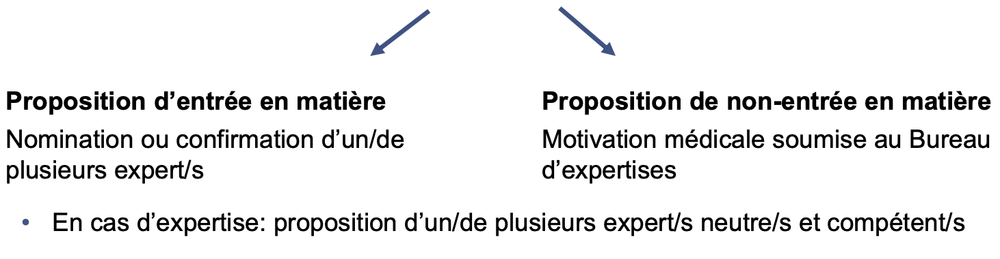 Proposition d’entrée en matière
Nomination ou confirmation d’un/de
plusieurs expert/s
Proposition de non-entrée en matière
Motivation médicale soumise au Bureau
d’expertises
• En cas d’expertise: proposition d’un/de plusieurs expert/s neutre/s et compétent/s